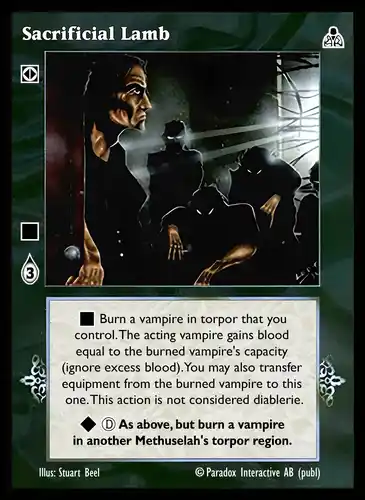 Sacrificial Lamb
3
Burn a vampire in torpor that you
control.The acting vampire gains blood
equal to the burned vampire's capacity
(ignore excess blood).You may also transfer
equipment from the burned vampire to this
one.This action is not considered diablerie.
Ⓓ As above, but burn a vampire
in another Methuselah's torpor region.
Illus: Stuart Beel
© Paradox Interactive AB (publ)